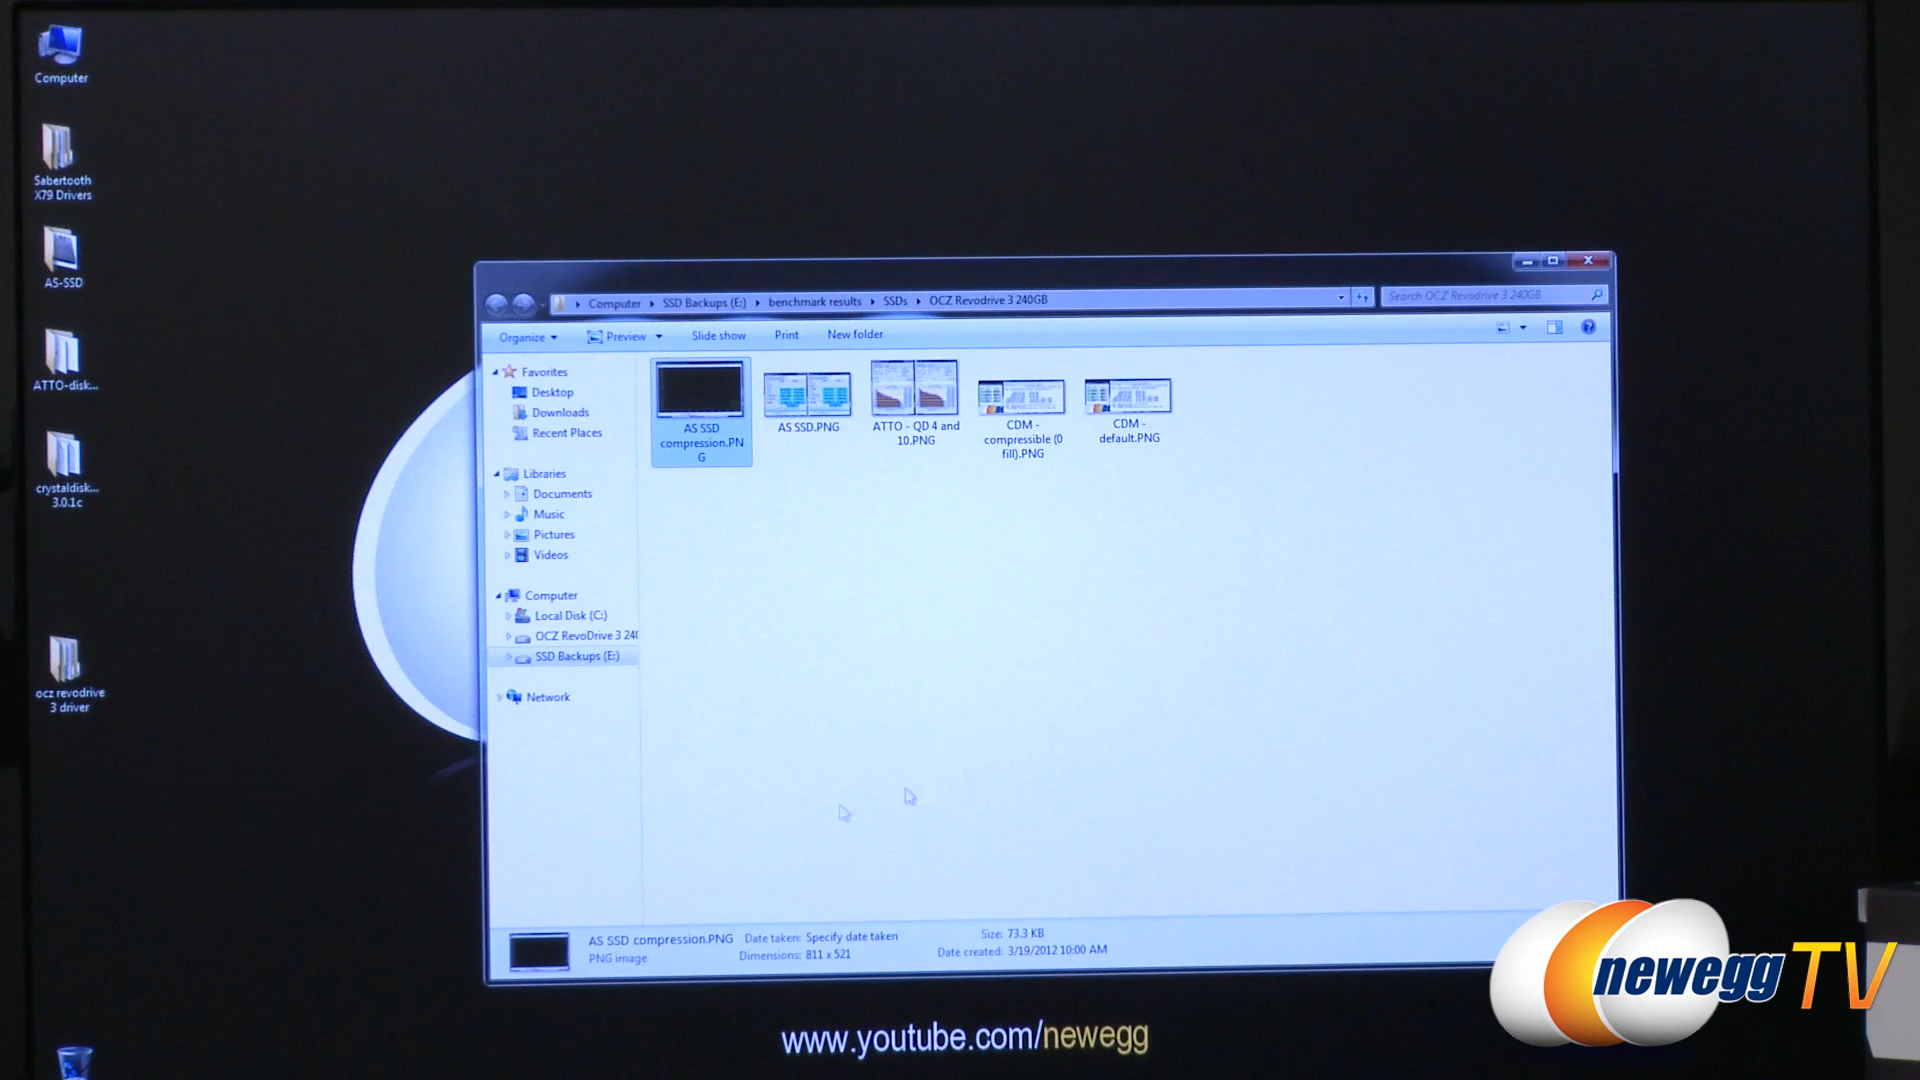 Computer
Sabertooth
X79 Drivers
AS-SSD
ATTO-disk...
crystaldisk...
3.0.1c
ocz revodrive
3 driver
Computer ▸ SSD Backups (E:) ▸ benchmark results ▸ SSDs ▸ OCZ Revodrive 3 240GB
Search OCZ Revodrive 3 240GB
Organize Preview Slide show Print New folder
Favorites
Desktop
Downloads
Recent Places
Libraries
Documents
Music
Pictures
Videos
Computer
Local Disk (C:)
OCZ RevoDrive 3 240
SSD Backups (E:)
Network
AS SSD
compression.PN
G
AS SSD.PNG
ATTO - QD 4 and
10.PNG
CDM -
compressible (0
fill).PNG
CDM -
default.PNG
AS SSD compression.PNG Date taken: Specify date taken Size: 73.3 KB
PNG image Dimensions: 811 x 521 Date created: 3/19/2012 10:00 AM
newegg TV
www.youtube.com/newegg